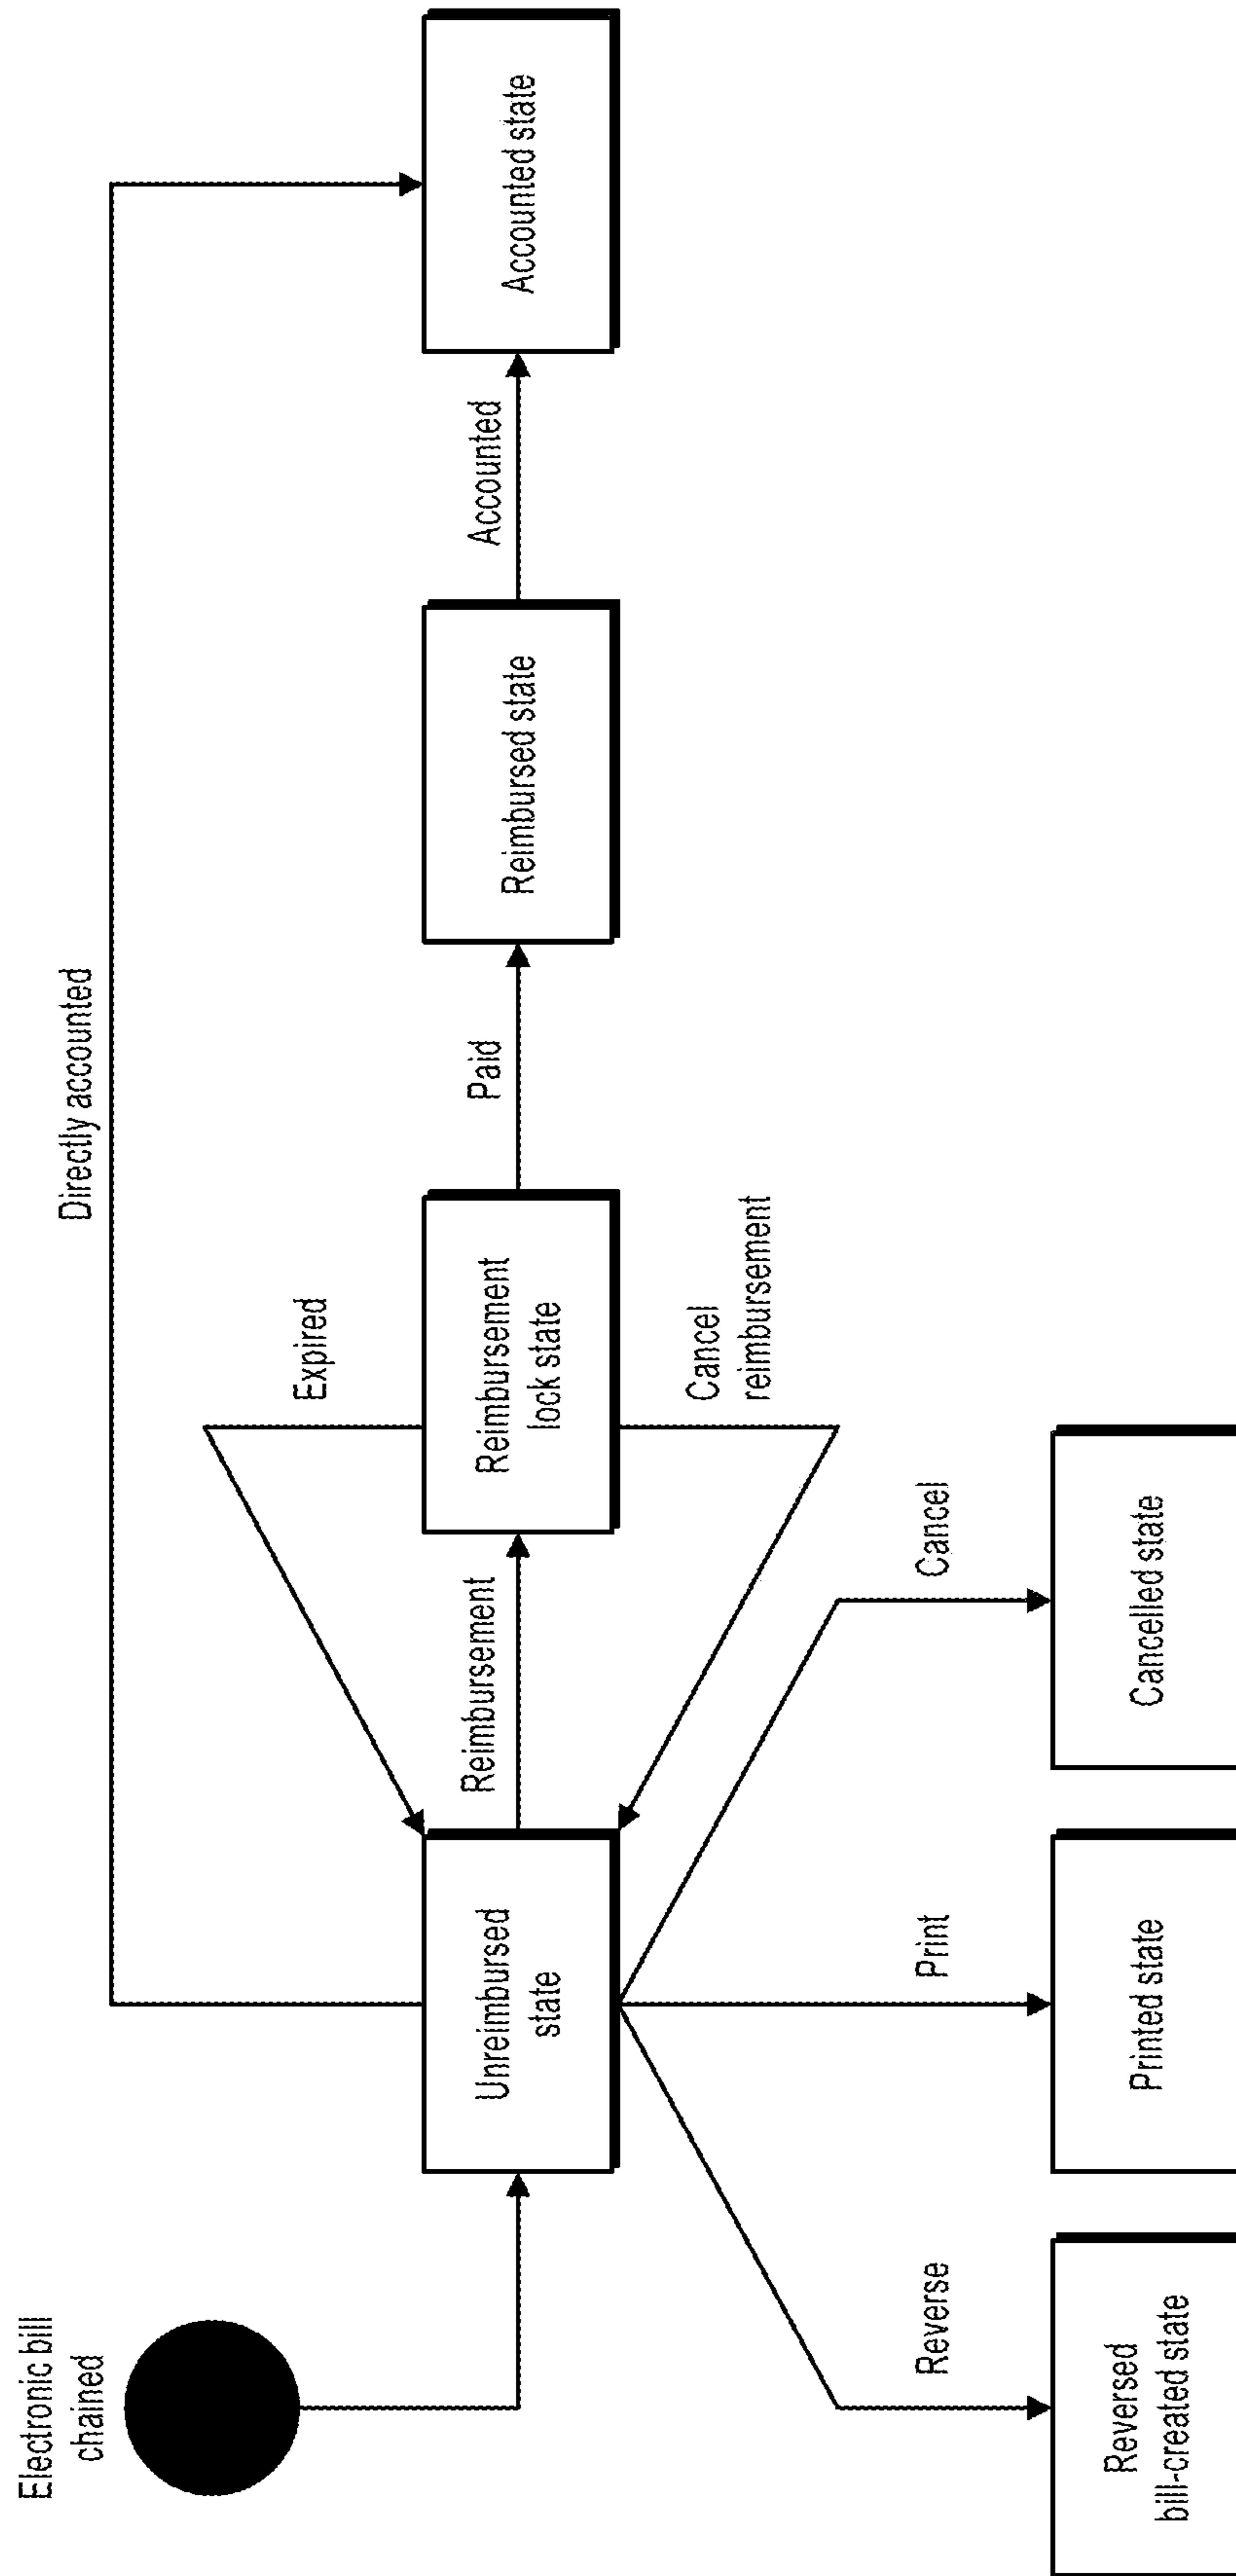 Electronic bill
chained
Directly accounted
Expired
Unreimbursed
state
Reimbursement
Reimbursement
lock state
Paid
Reimbursed state
Accounted
Accounted state
Cancel
reimbursement
Reverse
Print
Cancel
Reversed
bill-created state
Printed state
Cancelled state